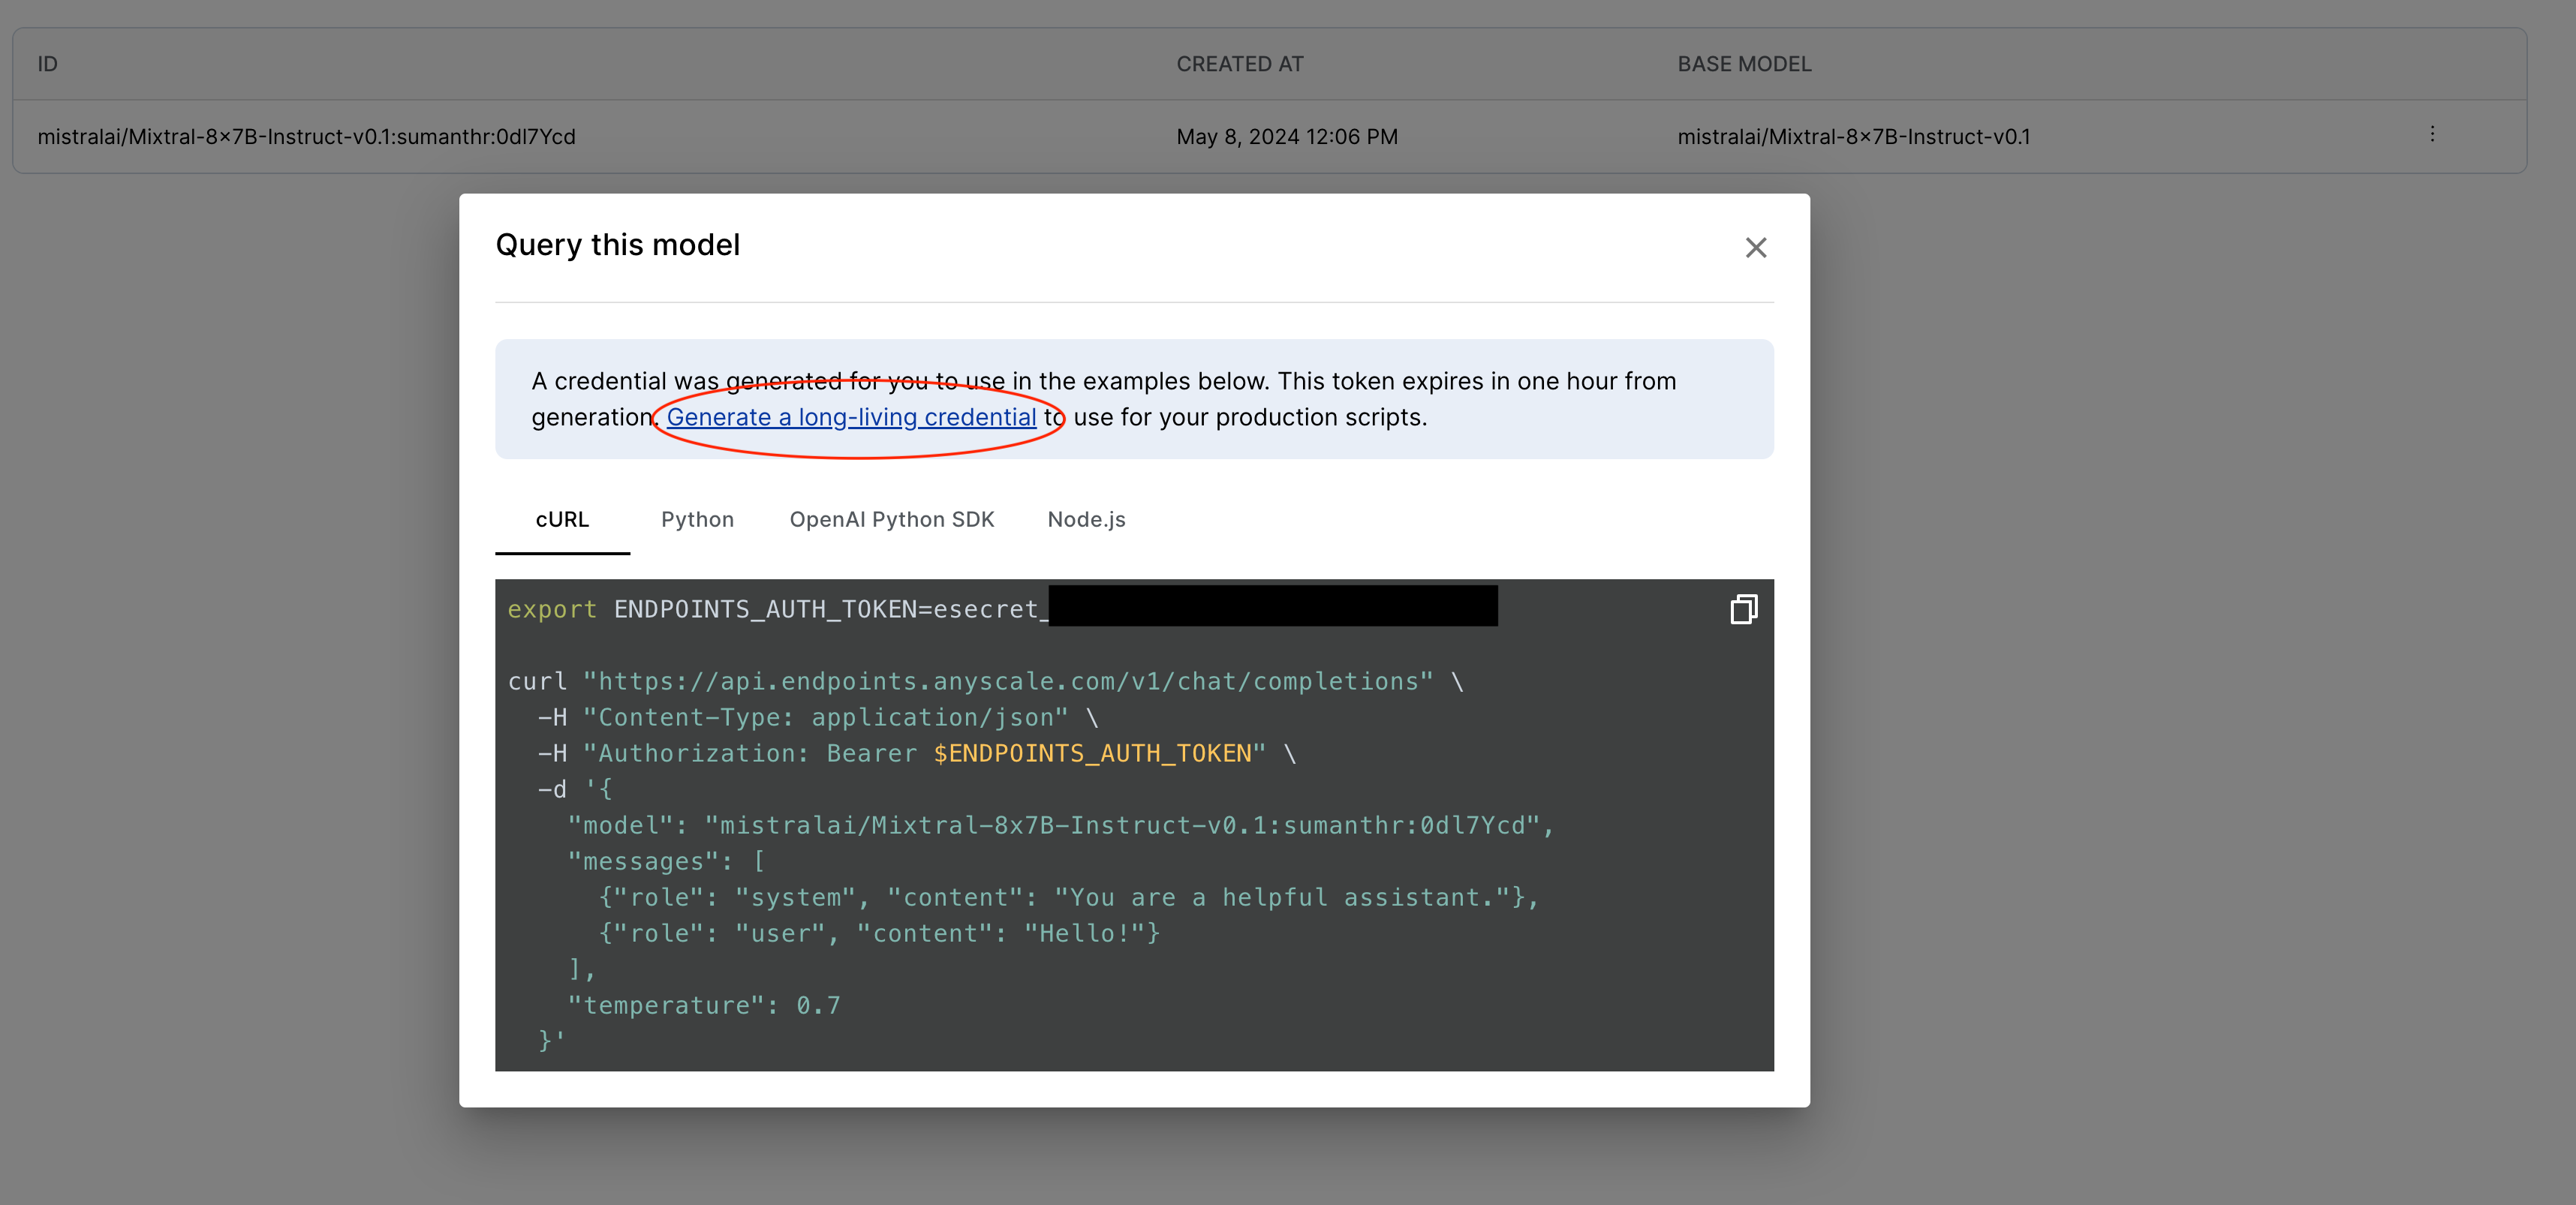 ID CREATED AT BASE MODEL
mistralai/Mixtral-8x7B-Instruct-v0.1:sumanthr:0dl7Ycd May 8, 2024 12:06 PM mistralai/Mixtral-8x7B-Instruct-v0.1
Query this model
A credential was generated for you to use in the examples below. This token expires in one hour from
generation. Generate a long-living credential to use for your production scripts.
cURL Python OpenAI Python SDK Node.js
export ENDPOINTS_AUTH_TOKEN=esecret_
curl "https://api.endpoints.anyscale.com/v1/chat/completions" \
-H "Content-Type: application/json" \
-H "Authorization: Bearer $ENDPOINTS_AUTH_TOKEN" \
-d '{
"model": "mistralai/Mixtral-8x7B-Instruct-v0.1:sumanthr:0dl7Ycd",
"messages": [
{"role": "system", "content": "You are a helpful assistant."},
{"role": "user", "content": "Hello!"}
],
"temperature": 0.7
}'